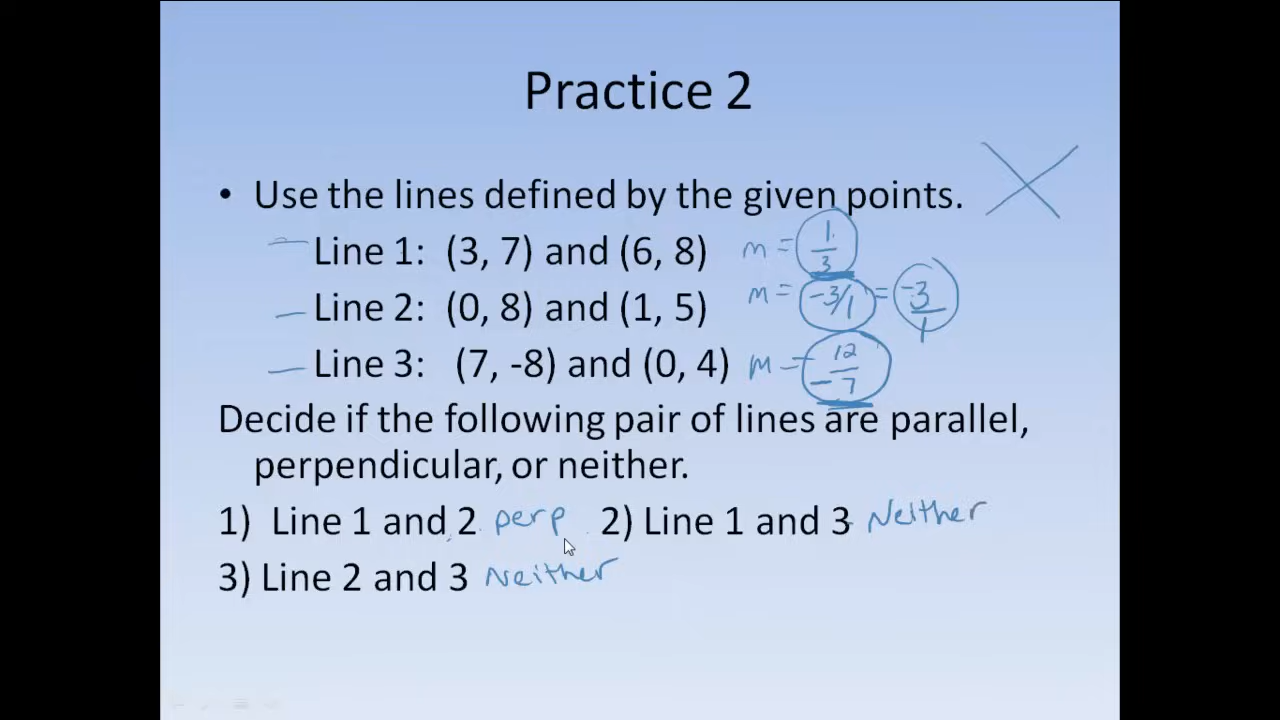 Practice 2
• Use the lines defined by the given points.
Line 1: (3, 7) and (6, 8) m = 1/3
Line 2: (0, 8) and (1, 5) m = -3/1 = -3/1
Line 3: (7, -8) and (0, 4) m = 12/-7
Decide if the following pair of lines are parallel,
perpendicular, or neither.
1) Line 1 and 2 perp 2) Line 1 and 3 Neither
3) Line 2 and 3 Neither